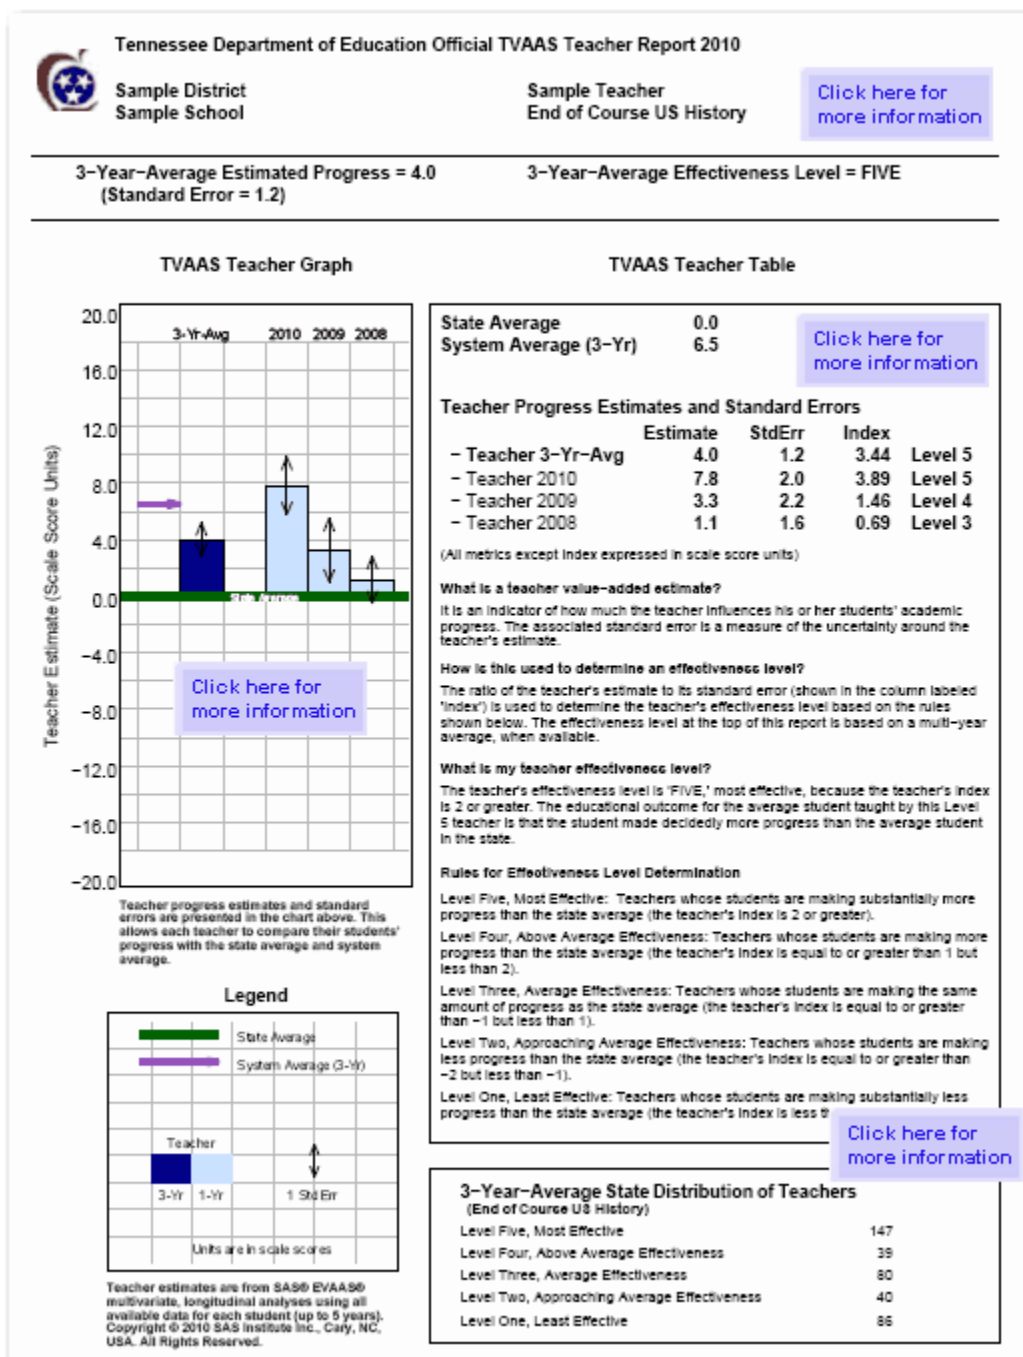 Tennessee Department of Education Official TVAAS Teacher Report 2010
Sample District
Sample School
Sample Teacher
End of Course US History
Click here for
more information
3-Year-Average Estimated Progress = 4.0
(Standard Error = 1.2)
3-Year-Average Effectiveness Level = FIVE
TVAAS Teacher Graph
20.0
16.0
12.0
8.0
4.0
0.0
-4.0
-8.0
-12.0
-16.0
-20.0
Teacher Estimate (Scale Score Units)
3-Yr-Avg 2010 2009 2008
State Average
Click here for
more information
Teacher progress estimates and standard
errors are presented in the chart above. This
allows each teacher to compare their students'
progress with the state average and system
average.
Legend
State Average
System Average (3-Yr)
Teacher
3-Yr 1-Yr 1 Std Err
Units are in scale scores
Teacher estimates are from SAS® EVAAS®
multivariate, longitudinal analyses using all
available data for each student (up to 5 years).
Copyright © 2010 SAS Institute Inc., Cary, NC,
USA. All Rights Reserved.
TVAAS Teacher Table
State Average 0.0
System Average (3-Yr) 6.5
Click here for
more information
Teacher Progress Estimates and Standard Errors
Estimate StdErr Index
- Teacher 3-Yr-Avg 4.0 1.2 3.44 Level 5
- Teacher 2010 7.8 2.0 3.89 Level 5
- Teacher 2009 3.3 2.2 1.46 Level 4
- Teacher 2008 1.1 1.6 0.69 Level 3
(All metrics except Index expressed in scale score units)
What is a teacher value-added estimate?
It is an indicator of how much the teacher influences his or her students' academic
progress. The associated standard error is a measure of the uncertainty around the
teacher's estimate.
How is this used to determine an effectiveness level?
The ratio of the teacher's estimate to its standard error (shown in the column labeled
'Index') is used to determine the teacher's effectiveness level based on the rules
shown below. The effectiveness level at the top of this report is based on a multi-year
average, when available.
What is my teacher effectiveness level?
The teacher's effectiveness level is 'FIVE,' most effective, because the teacher's index
is 2 or greater. The educational outcome for the average student taught by this Level
5 teacher is that the student made decidedly more progress than the average student
in the state.
Rules for Effectiveness Level Determination
Level Five, Most Effective: Teachers whose students are making substantially more
progress than the state average (the teacher's index is 2 or greater).
Level Four, Above Average Effectiveness: Teachers whose students are making more
progress than the state average (the teacher's index is equal to or greater than 1 but
less than 2).
Level Three, Average Effectiveness: Teachers whose students are making the same
amount of progress as the state average (the teacher's index is equal to or greater
than -1 but less than 1).
Level Two, Approaching Average Effectiveness: Teachers whose students are making
less progress than the state average (the teacher's index is equal to or greater than
-2 but less than -1).
Level One, Least Effective: Teachers whose students are making substantially less
progress than the state average (the teacher's index is less
Click here for
more information
3-Year-Average State Distribution of Teachers
(End of Course US History)
Level Five, Most Effective 147
Level Four, Above Average Effectiveness 39
Level Three, Average Effectiveness 80
Level Two, Approaching Average Effectiveness 40
Level One, Least Effective 86